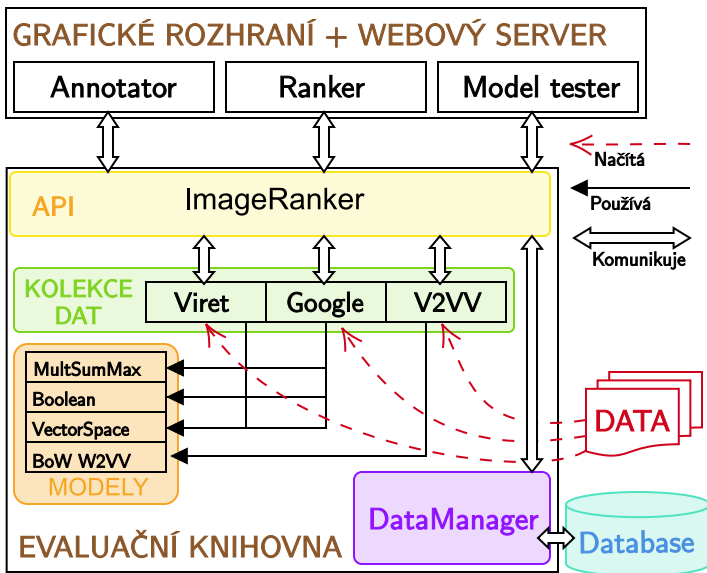 GRAFICKÉ ROZHRANÍ + WEBOVÝ SERVER
Annotator
Ranker
Model tester
Načítá
Používá
Komunikuje
API
ImageRanker
KOLEKCE
DAT
Viret
Google
V2VV
MultSumMax
Boolean
VectorSpace
BoW W2VV
MODELY
DATA
DataManager
Database
EVALUAČNÍ KNIHOVNA